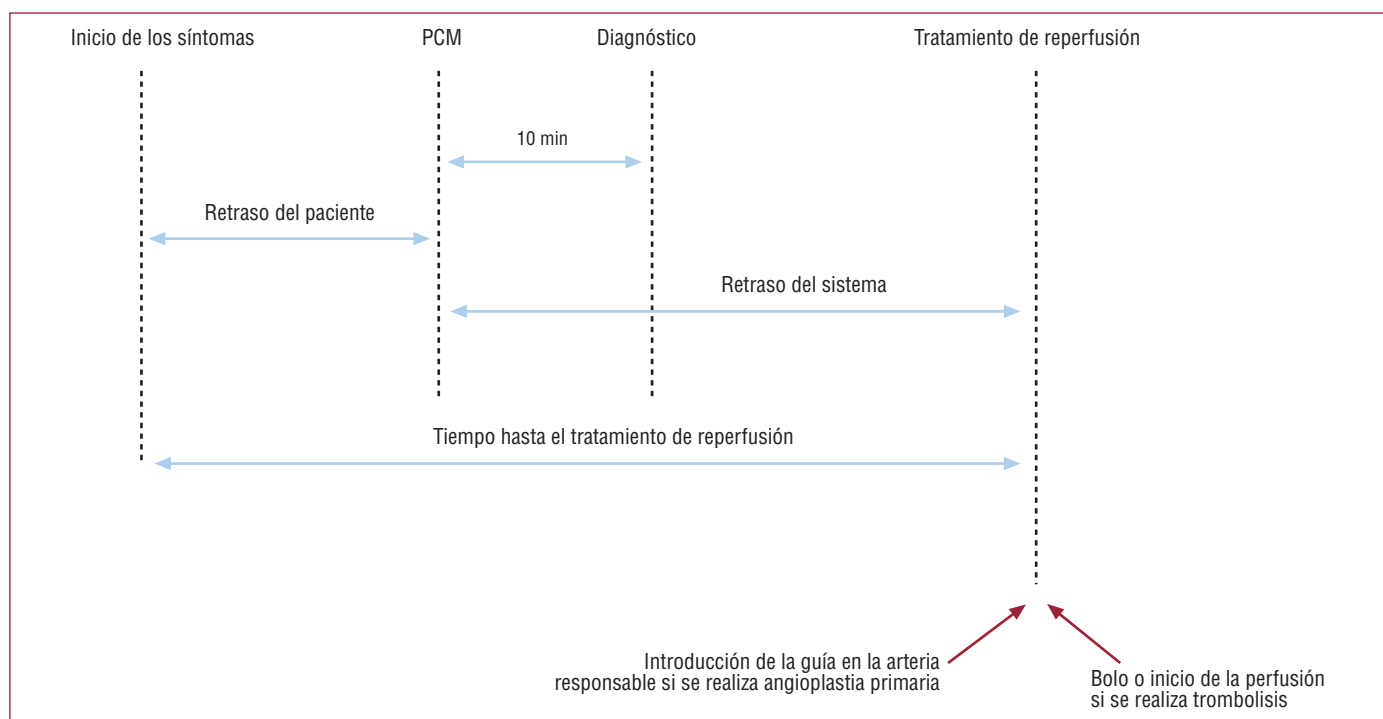 Inicio de los síntomas
PCM
Diagnóstico
Tratamiento de reperfusión
10 min
Retraso del paciente
Retraso del sistema
Tiempo hasta el tratamiento de reperfusión
Introducción de la guía en la arteria
responsable si se realiza angioplastia primaria
Bolo o inicio de la perfusión
si se realiza trombolisis